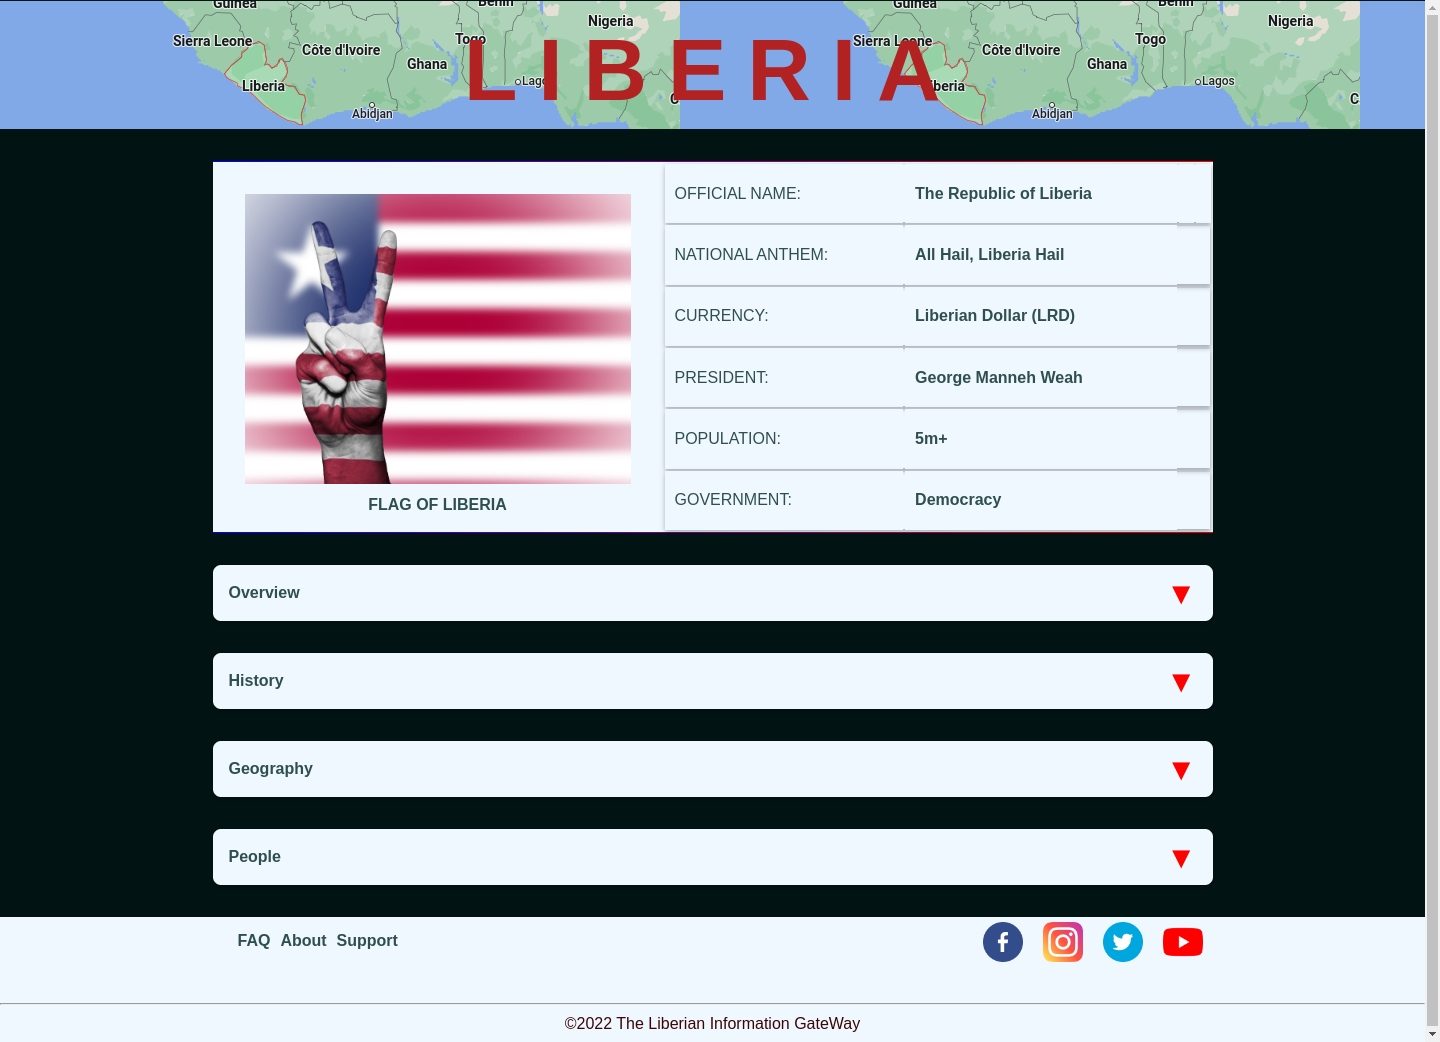 Guinea Benin Guinea Benin
Nigeria Nigeria
Sierra Leone Togo Sierra Leone Togo
Côte d'Ivoire Côte d'Ivoire
Ghana Ghana
LIBERIA
Liberia Lagos Lagos
Abidjan Abidjan
OFFICIAL NAME: The Republic of Liberia
NATIONAL ANTHEM: All Hail, Liberia Hail
CURRENCY: Liberian Dollar (LRD)
PRESIDENT: George Manneh Weah
POPULATION: 5m+
GOVERNMENT: Democracy
FLAG OF LIBERIA
Overview
History
Geography
People
FAQ About Support
©2022 The Liberian Information GateWay